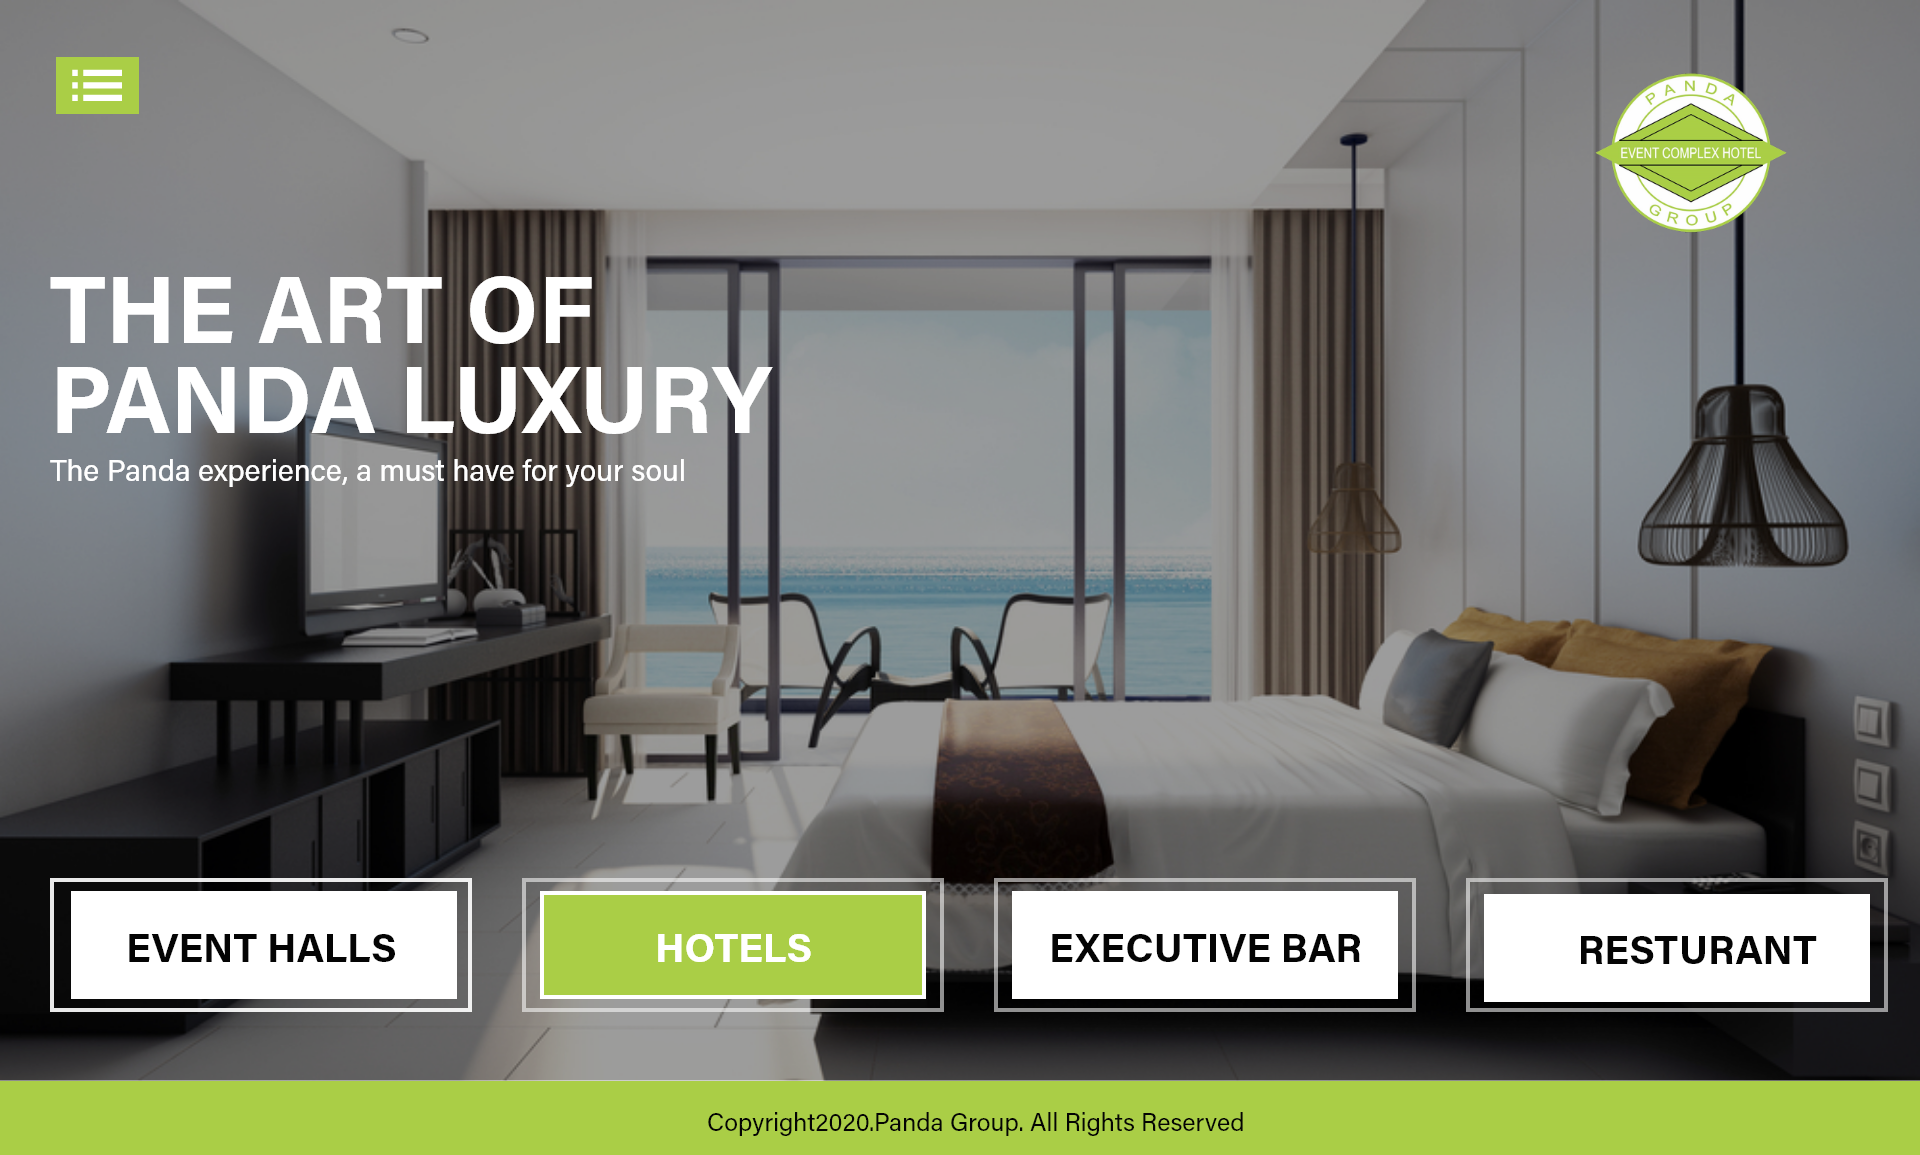 PANDA
EVENT COMPLEX HOTEL
GROUP
THE ART OF
PANDA LUXURY
The Panda experience, a must have for your soul
EVENT HALLS
HOTELS
EXECUTIVE BAR
RESTURANT
Copyright2020.Panda Group. All Rights Reserved